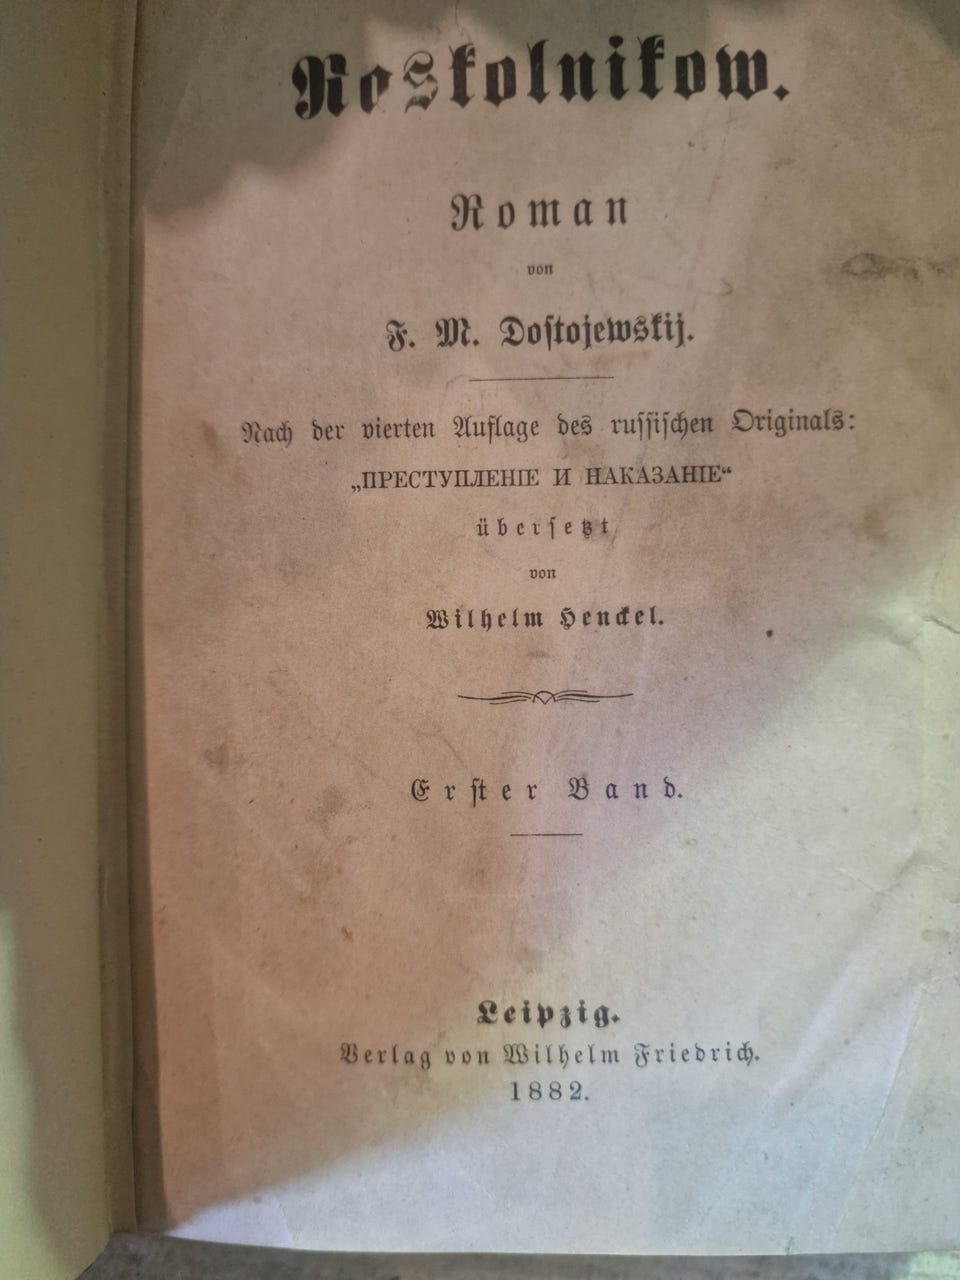 Raskolnikow.
Roman
von
F. M. Dostojewskij.
Nach der vierten Auflage des russischen Originals:
„ПРЕСТУПЛЕНІЕ И НАКАЗАНІЕ“
übersetzt
von
Wilhelm Henckel.
Erster Band.
Leipzig.
Verlag von Wilhelm Friedrich.
1882.